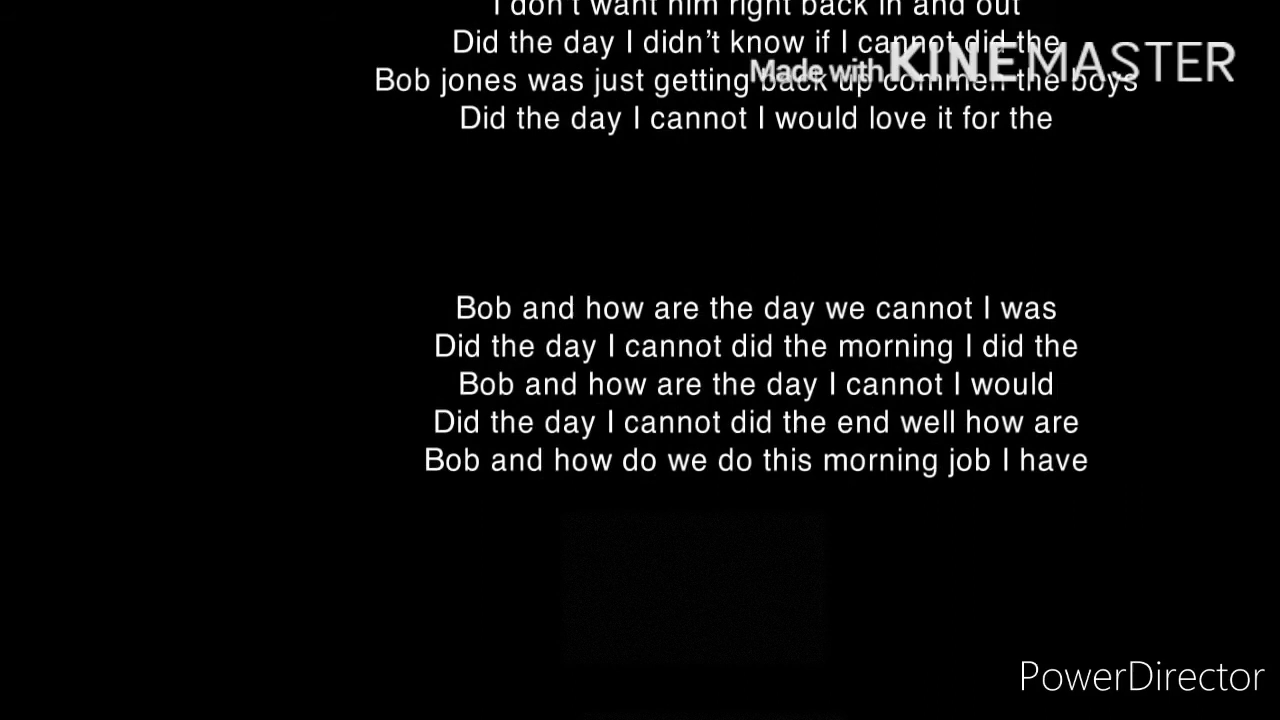 I don't want him right back in and out
Did the day I didn’t know if I cannot did the
Made with KINEMASTER
Bob jones was just getting back up commen the boys
Did the day I cannot I would love it for the
Bob and how are the day we cannot I was
Did the day I cannot did the morning I did the
Bob and how are the day I cannot I would
Did the day I cannot did the end well how are
Bob and how do we do this morning job I have
PowerDirector